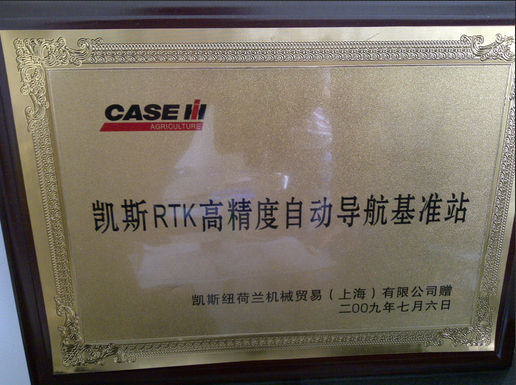 CASE IH
AGRICULTURE
凯斯RTK高精度自动导航基准站
凯斯纽荷兰机械贸易（上海）有限公司赠
二00九年七月六日